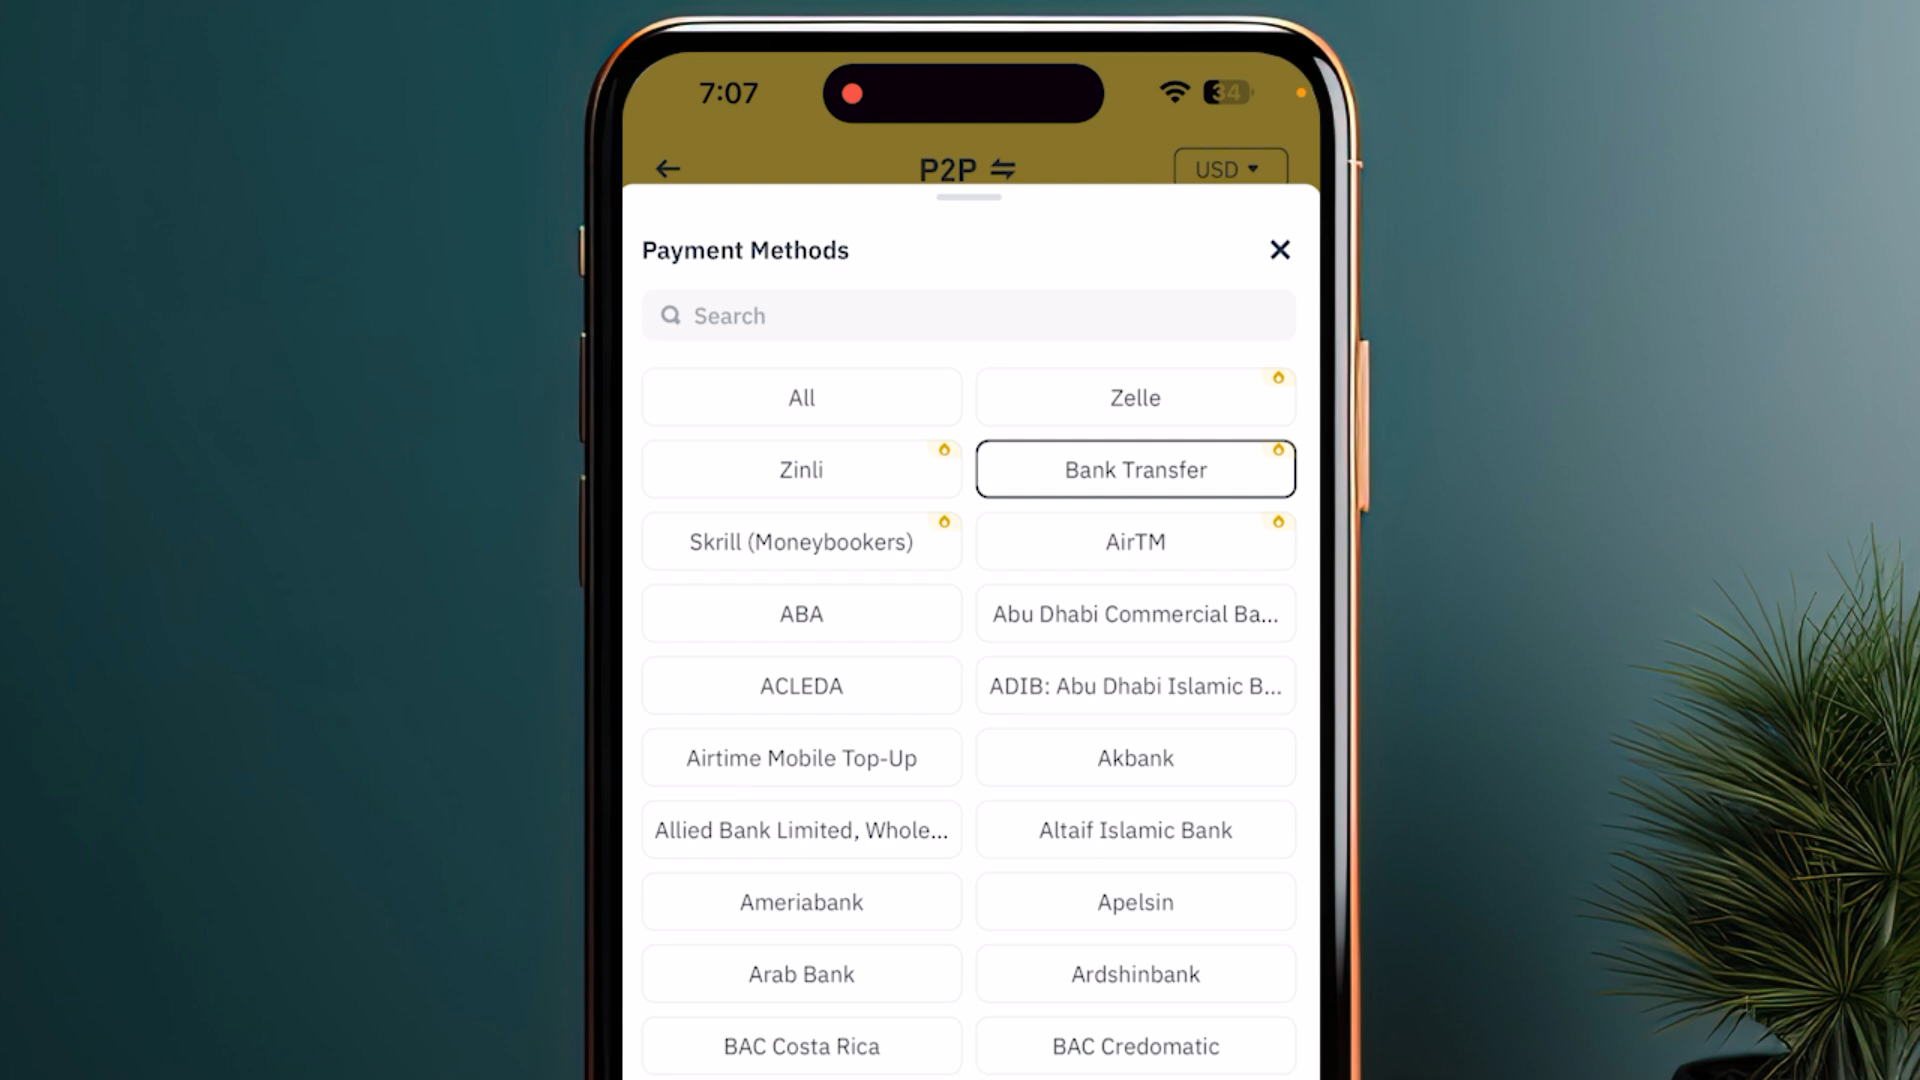 7:07
34
P2P
USD
Payment Methods
Search
All
Zelle
Zinli
Bank Transfer
Skrill (Moneybookers)
AirTM
ABA
Abu Dhabi Commercial Ba...
ACLEDA
ADIB: Abu Dhabi Islamic B...
Airtime Mobile Top-Up
Akbank
Allied Bank Limited, Whole...
Altaif Islamic Bank
Ameriabank
Apelsin
Arab Bank
Ardshinbank
BAC Costa Rica
BAC Credomatic